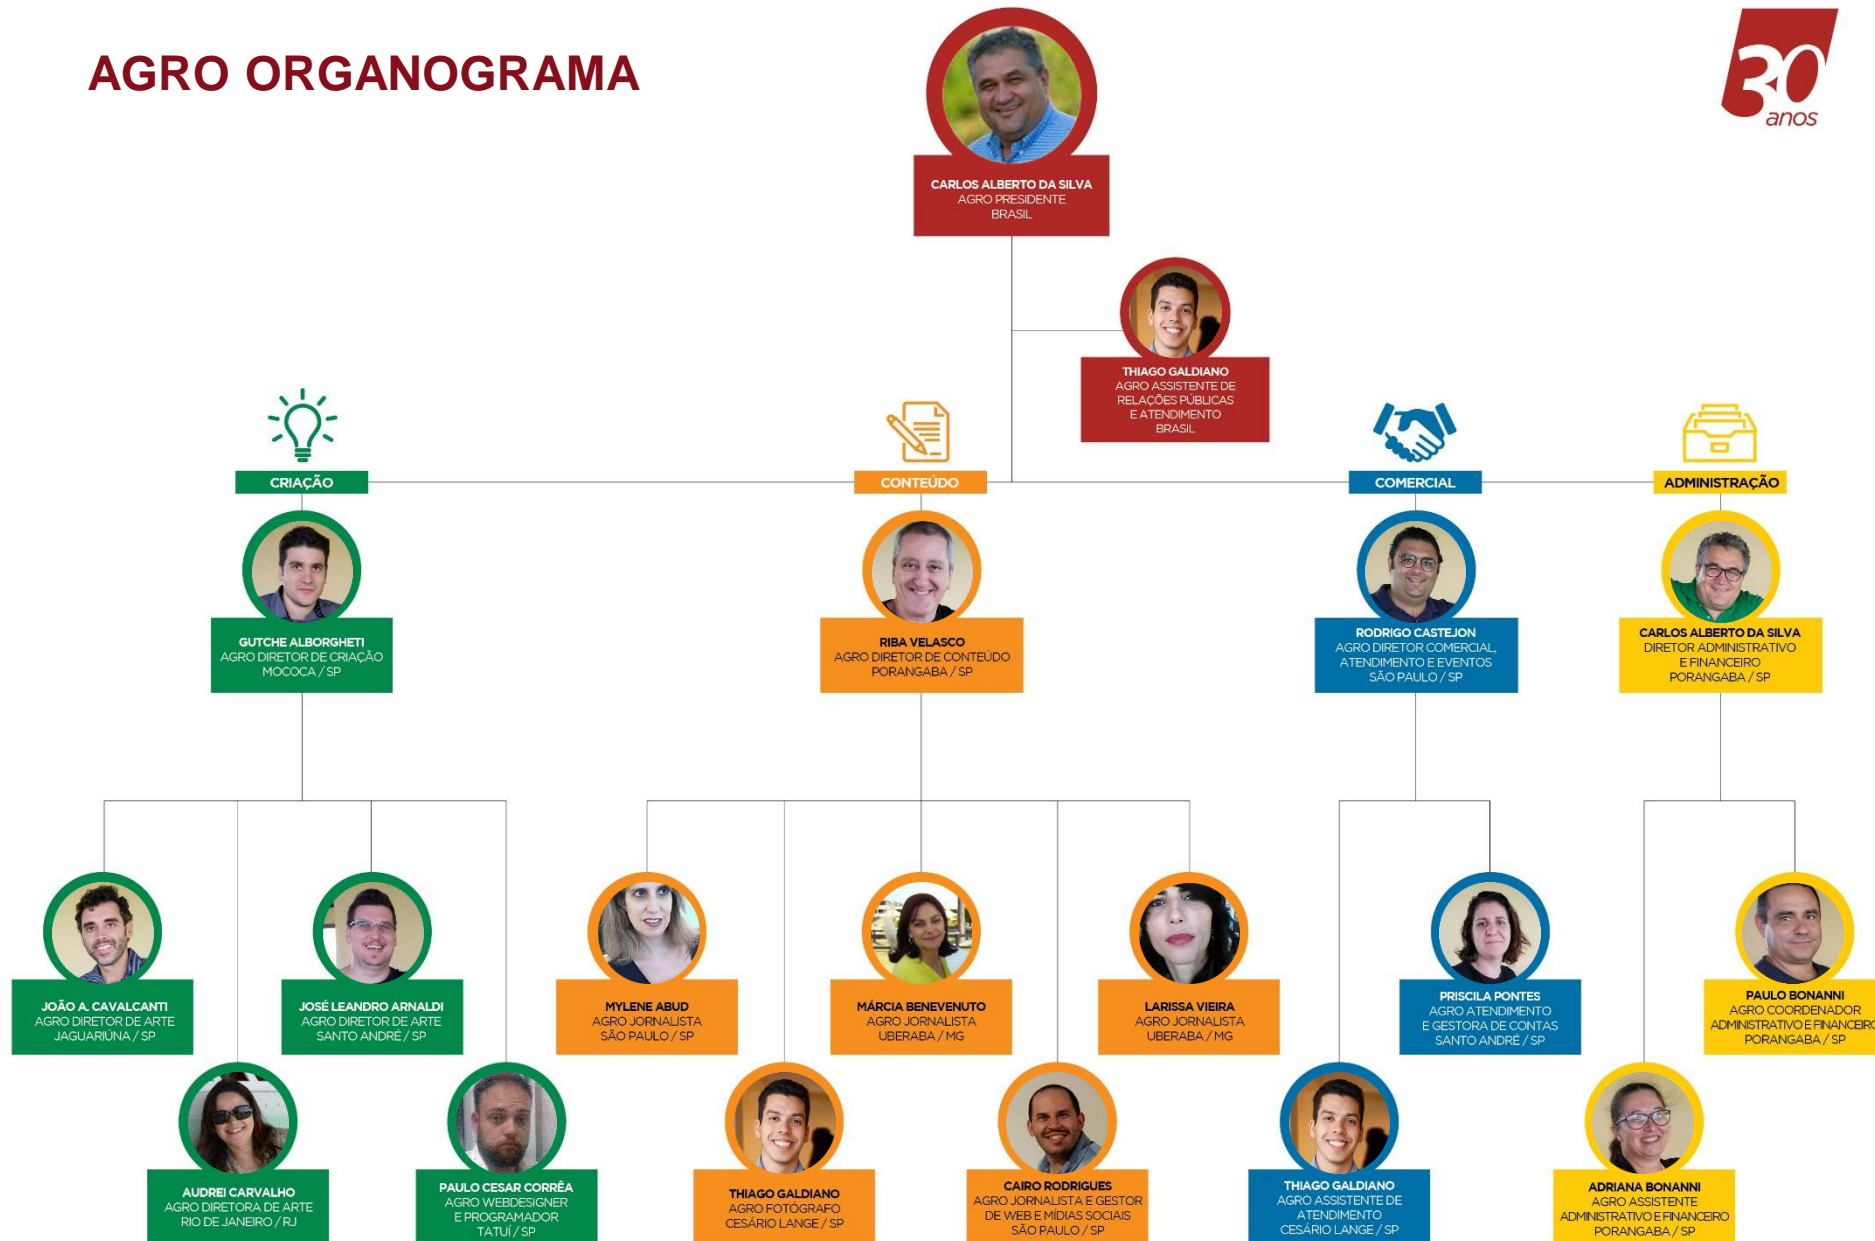 AGRO ORGANOGRAMA
30
anos
CARLOS ALBERTO DA SILVA
AGRO PRESIDENTE
BRASIL
THIAGO GALDIANO
AGRO ASSISTENTE DE
RELAÇÕES PÚBLICAS
E ATENDIMENTO
BRASIL
CRIAÇÃO
CONTEÚDO
COMERCIAL
ADMINISTRAÇÃO
GUTCHE ALBORGHETI
AGRO DIRETOR DE CRIAÇÃO
MOCOCA / SP
RIBA VELASCO
AGRO DIRETOR DE CONTEÚDO
PORANGABA / SP
RODRIGO CASTEJON
AGRO DIRETOR COMERCIAL,
ATENDIMENTO E EVENTOS
SÃO PAULO / SP
CARLOS ALBERTO DA SILVA
DIRETOR ADMINISTRATIVO
E FINANCEIRO
PORANGABA / SP
JOÃO A. CAVALCANTI
AGRO DIRETOR DE ARTE
JAGUARIÚNA / SP
JOSÉ LEANDRO ARNALDI
AGRO DIRETOR DE ARTE
SANTO ANDRÉ / SP
MYLENE ABUD
AGRO JORNALISTA
SÃO PAULO / SP
MÁRCIA BENEVENUTO
AGRO JORNALISTA
UBERABA / MG
LARISSA VIEIRA
AGRO JORNALISTA
UBERABA / MG
PRISCILA PONTES
AGRO ATENDIMENTO
E GESTORA DE CONTAS
SANTO ANDRÉ / SP
PAULO BONANNI
AGRO COORDENADOR
ADMINISTRATIVO E FINANCEIRO
PORANGABA / SP
AUDREI CARVALHO
AGRO DIRETORA DE ARTE
RIO DE JANEIRO / RJ
PAULO CESAR CORRÊA
AGRO WEBDESIGNER
E PROGRAMADOR
TATUÍ / SP
THIAGO GALDIANO
AGRO FOTÓGRAFO
CESÁRIO LANGE / SP
CAIRO RODRIGUES
AGRO JORNALISTA E GESTOR
DE WEB E MÍDIAS SOCIAIS
SÃO PAULO / SP
THIAGO GALDIANO
AGRO ASSISTENTE DE
ATENDIMENTO
CESÁRIO LANGE / SP
ADRIANA BONANNI
AGRO ASSISTENTE
ADMINISTRATIVO E FINANCEIRO
PORANGABA / SP